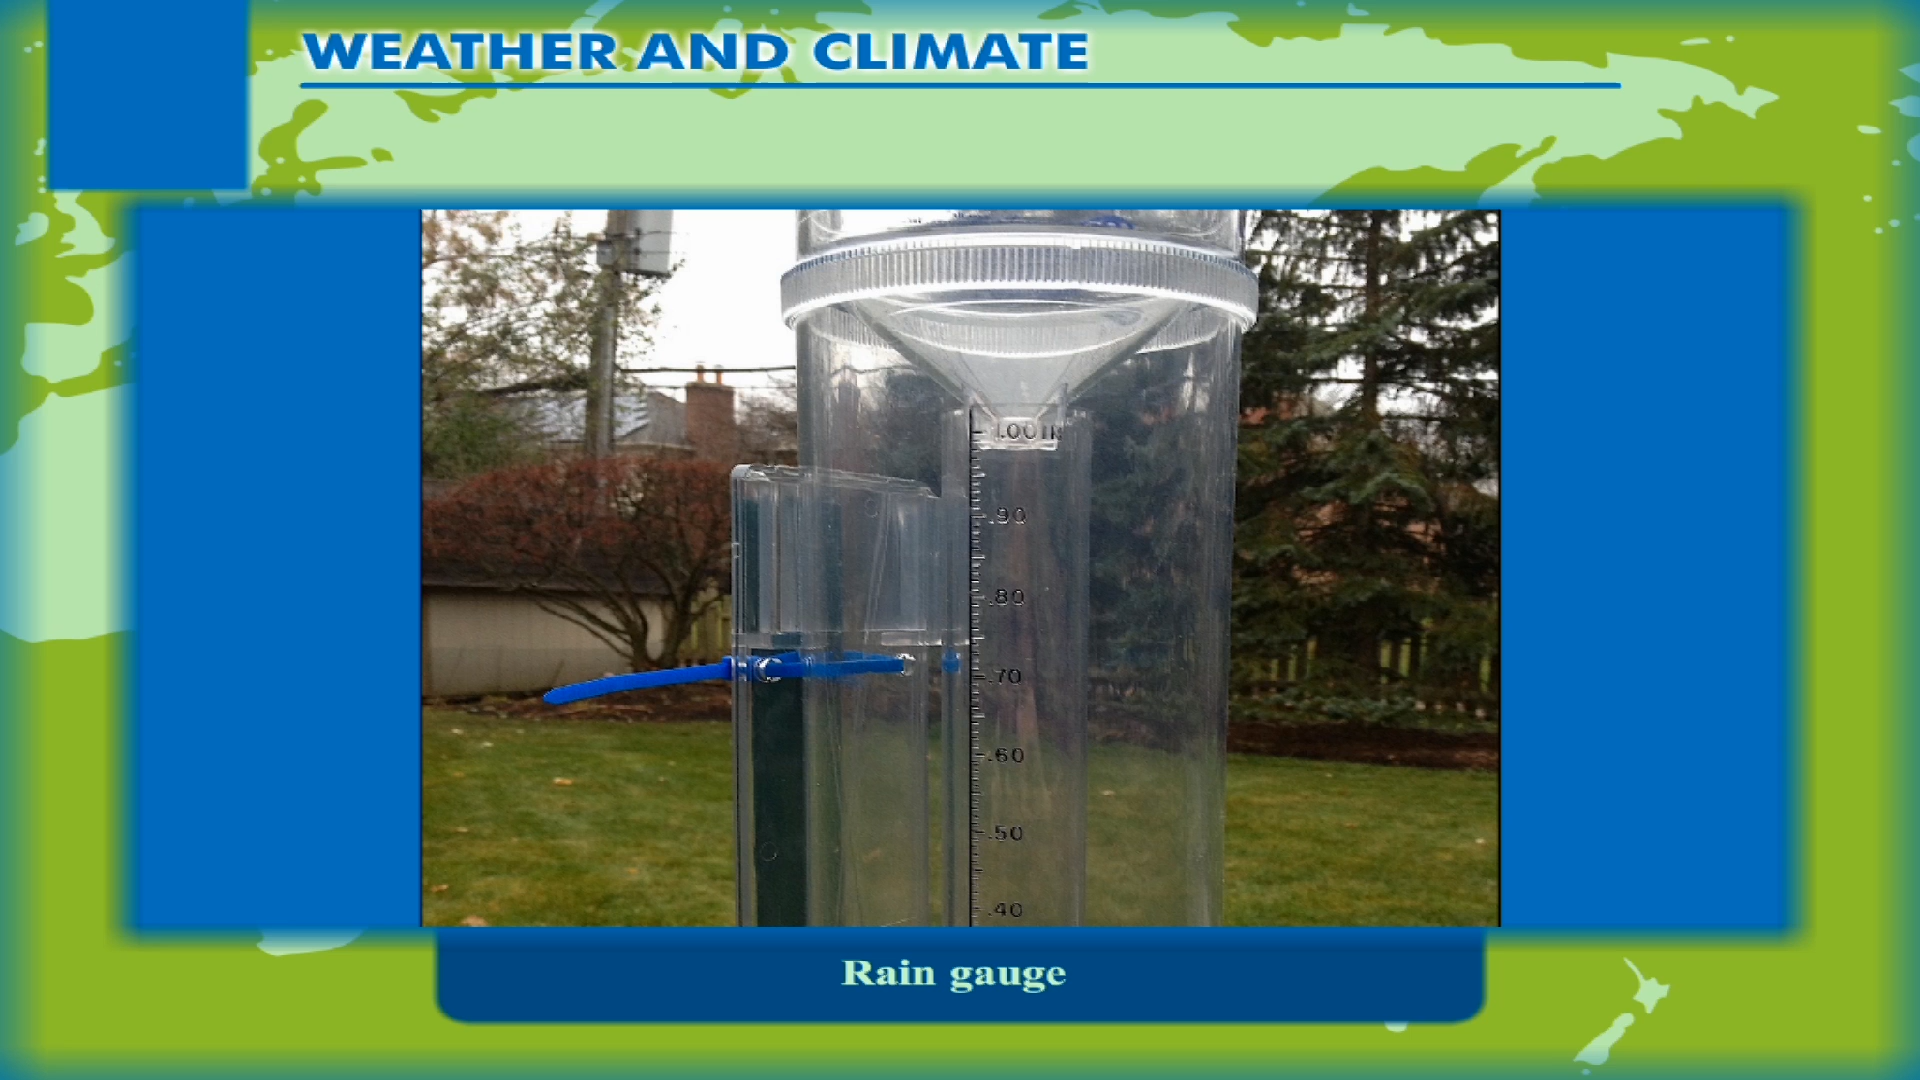 WEATHER AND CLIMATE
1.00 IN
.90
.80
.70
.60
.50
.40
Rain gauge